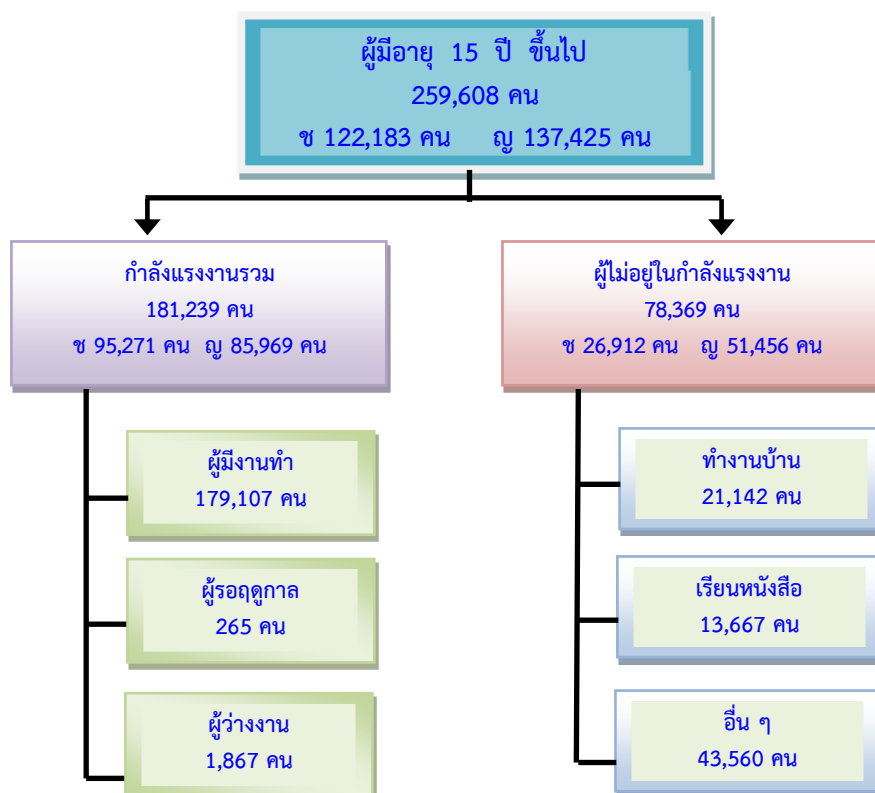 ผู้มีอายุ 15 ปี ขึ้นไป
259,608 คน
ช 122,183 คน ญ 137,425 คน
กำลังแรงงานรวม
181,239 คน
ช 95,271 คน ญ 85,969 คน
ผู้มีงานทำ
179,107 คน
ผู้รอฤดูกาล
265 คน
ผู้ว่างงาน
1,867 คน
ผู้ไม่อยู่ในกำลังแรงงาน
78,369 คน
ช 26,912 คน ญ 51,456 คน
ทำงานบ้าน
21,142 คน
เรียนหนังสือ
13,667 คน
อื่น ๆ
43,560 คน